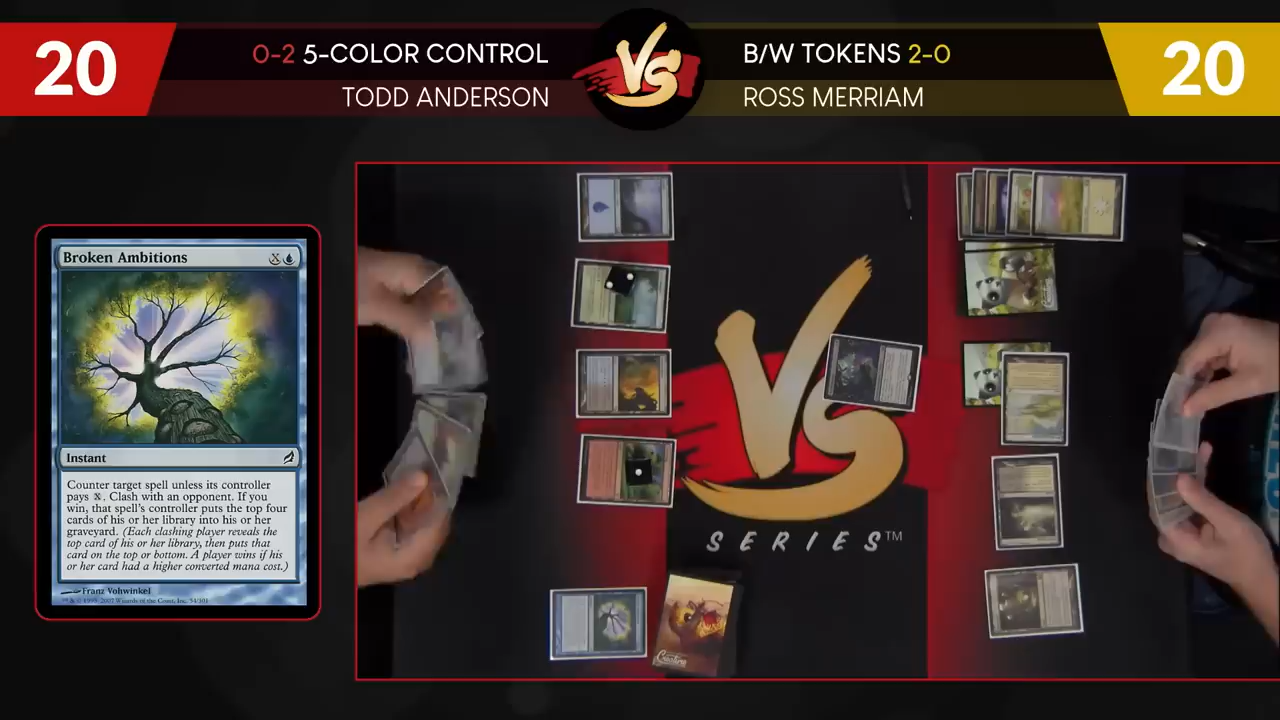 20
0-2 5-COLOR CONTROL
TODD ANDERSON
VS
B/W TOKENS 2-0
ROSS MERRIAM
20
Broken Ambitions
X
Instant
Counter target spell unless its controller
pays X. Clash with an opponent. If you
win, that spell's controller puts the top four
cards of his or her library into his or her
graveyard. (Each clashing player reveals the
top card of his or her library, then puts that
card on the top or bottom. A player wins if his
or her card had a higher converted mana cost.)
Franz Vohwinkel
VS
SERIES™
Creature